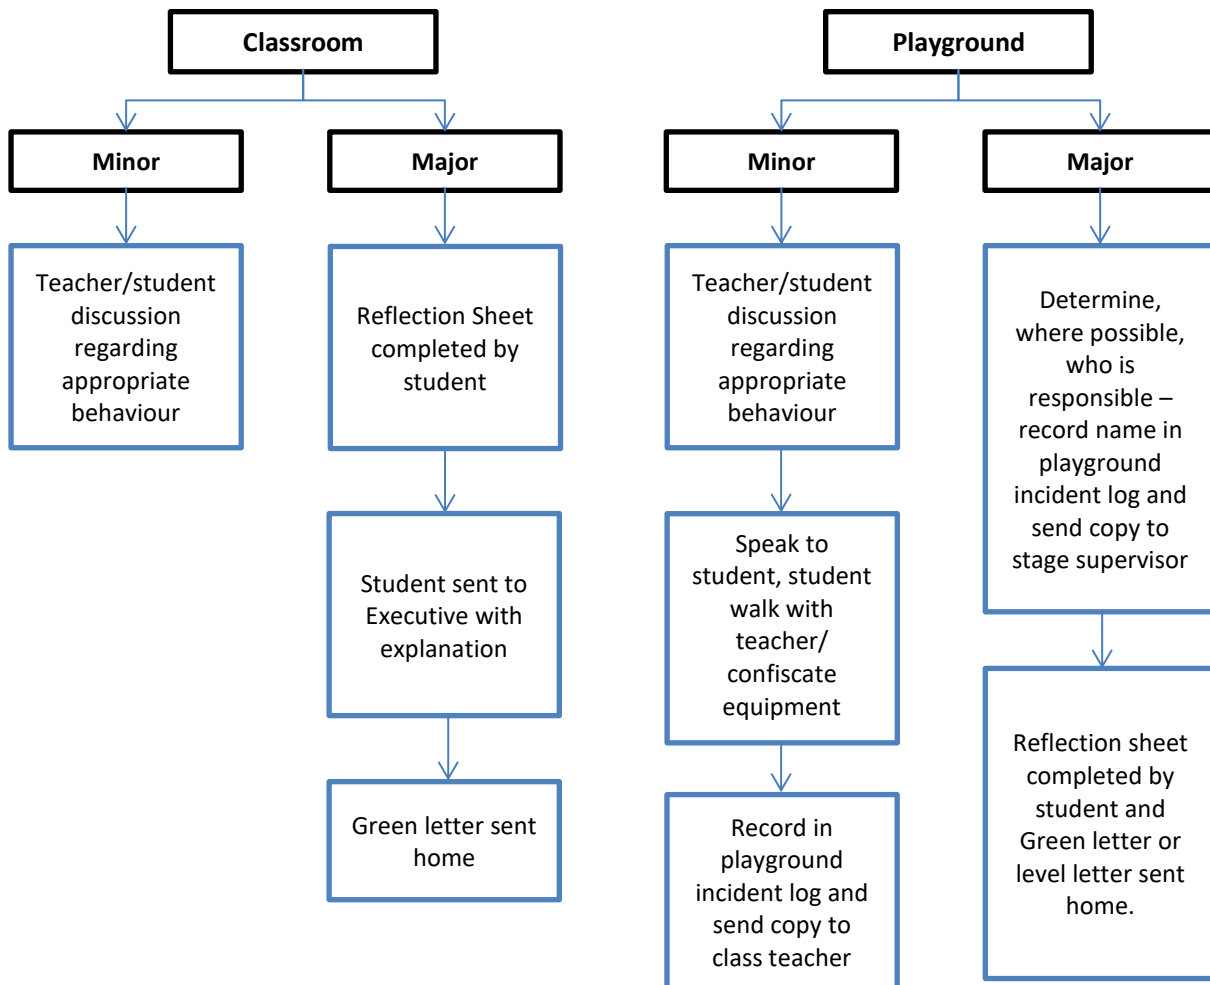 Classroom
Playground
Minor
Major
Minor
Major
Teacher/student
discussion
regarding
appropriate
behaviour
Reflection Sheet
completed by
student
Student sent to
Executive with
explanation
Green letter sent
home
Teacher/student
discussion
regarding
appropriate
behaviour
Speak to
student, student
walk with
teacher/
confiscate
equipment
Record in
playground
incident log and
send copy to
class teacher
Determine,
where possible,
who is
responsible –
record name in
playground
incident log and
send copy to
stage supervisor
Reflection sheet
completed by
student and
Green letter or
level letter sent
home.